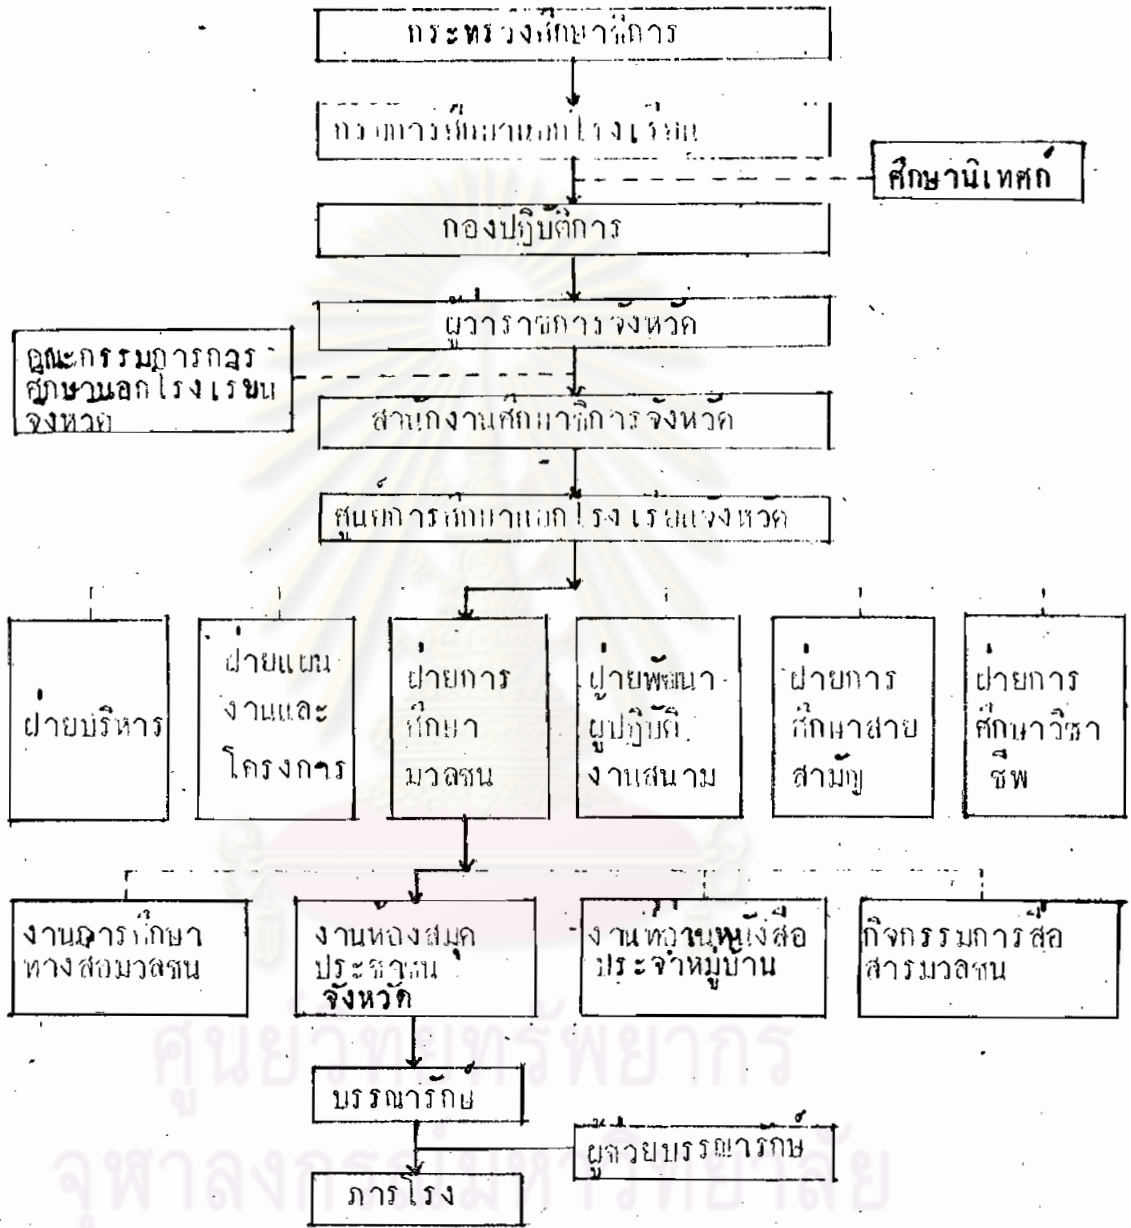 กระทรวงศึกษาธิการ
กรมการศึกษานอกโรงเรียน
ศึกษานิเทศก์
กองปฏิบัติการ
ผู้ว่าราชการจังหวัด
คณะกรรมการการ
ศึกษานอกโรงเรียน
จังหวัด
สำนักงานศึกษาธิการจังหวัด
ศูนย์การศึกษานอกโรงเรียนจังหวัด
ฝ่ายบริหาร
ฝ่ายแผน
งานและ
โครงการ
ฝ่ายการ
ศึกษา
มวลชน
ฝ่ายพัฒนา
ผู้ปฏิบัติ
งานสนาม
ฝ่ายการ
ศึกษาสาย
สามัญ
ฝ่ายการ
ศึกษาวิชา
ชีพ
งานการศึกษา
ทางสื่อมวลชน
งานห้องสมุด
ประชาชน
จังหวัด
งานที่อ่านหนังสือ
ประจำหมู่บ้าน
กิจกรรมการสื่อ
สารมวลชน
บรรณารักษ์
ผู้ช่วยบรรณารักษ์
ภารโรง
ศูนย์วิทยทรัพยากร
จุฬาลงกรณ์มหาวิทยาลัย